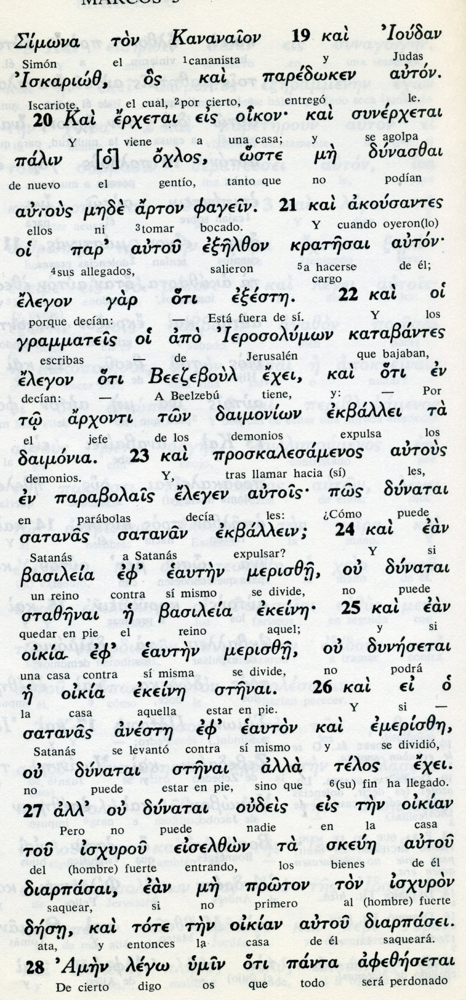 MARCOS 3
Σίμωνα τὸν Καναναῖον 19 καὶ Ἰούδαν
Simón el ¹cananista y Judas
Ἰσκαριώθ, ὃς καὶ παρέδωκεν αὐτόν.
Iscariote, el cual, ²por cierto, entregó le.
20 Καὶ ἔρχεται εἰς οἶκον· καὶ συνέρχεται
Y viene a una casa; y se agolpa
πάλιν [ὁ] ὄχλος, ὥστε μὴ δύνασθαι
de nuevo el gentío, tanto que no podían
αὐτοὺς μηδὲ ἄρτον φαγεῖν. 21 καὶ ἀκούσαντες
ellos ni ³tomar bocado. Y cuando oyeron(lo)
οἱ παρ’ αὐτοῦ ἐξῆλθον κρατῆσαι αὐτόν·
⁴sus allegados, salieron ⁵a hacerse de él;
cargo
ἔλεγον γὰρ ὅτι ἐξέστη. 22 καὶ οἱ
porque decían: Está fuera de sí. Y los
γραμματεῖς οἱ ἀπὸ Ἱεροσολύμων καταβάντες
escribas — de Jerusalén que bajaban,
ἔλεγον ὅτι Βεεζεβοὺλ ἔχει, καὶ ὅτι ἐν
decían: — A Beelzebú tiene, y: — Por
τῷ ἄρχοντι τῶν δαιμονίων ἐκβάλλει τὰ
el jefe de los demonios expulsa los
δαιμόνια. 23 καὶ προσκαλεσάμενος αὐτοὺς
demonios. Y, tras llamar hacia (sí) les,
ἐν παραβολαῖς ἔλεγεν αὐτοῖς· πῶς δύναται
en parábolas decía les: ¿Cómo puede
σατανᾶς σατανᾶν ἐκβάλλειν; 24 καὶ ἐὰν
Satanás a Satanás expulsar? Y si
βασιλεία ἐφ’ ἑαυτὴν μερισθῇ, οὐ δύναται
un reino contra sí mismo se divide, no puede
σταθῆναι ἡ βασιλεία ἐκείνη· 25 καὶ ἐὰν
quedar en pie el reino aquel; y si
οἰκία ἐφ’ ἑαυτὴν μερισθῇ, οὐ δυνήσεται
una casa contra sí misma se divide, no podrá
ἡ οἰκία ἐκείνη στῆναι. 26 καὶ εἰ ὁ
la casa aquella estar en pie. Y si —
σατανᾶς ἀνέστη ἐφ’ ἑαυτὸν καὶ ἐμερίσθη,
Satanás se levantó contra sí mismo y se dividió,
οὐ δύναται στῆναι ἀλλὰ τέλος ἔχει.
no puede estar en pie, sino que ⁶(su) fin ha llegado.
27 ἀλλ’ οὐ δύναται οὐδεὶς εἰς τὴν οἰκίαν
Pero no puede nadie en la casa
τοῦ ἰσχυροῦ εἰσελθὼν τὰ σκεύη αὐτοῦ
del (hombre) fuerte entrando, los bienes de él
διαρπάσαι, ἐὰν μὴ πρῶτον τὸν ἰσχυρὸν
saquear, si no primero al (hombre) fuerte
δήσῃ, καὶ τότε τὴν οἰκίαν αὐτοῦ διαρπάσει.
ata, y entonces la casa de él saqueará.
28 Ἀμὴν λέγω ὑμῖν ὅτι πάντα ἀφεθήσεται
De cierto digo os que todo será perdonado